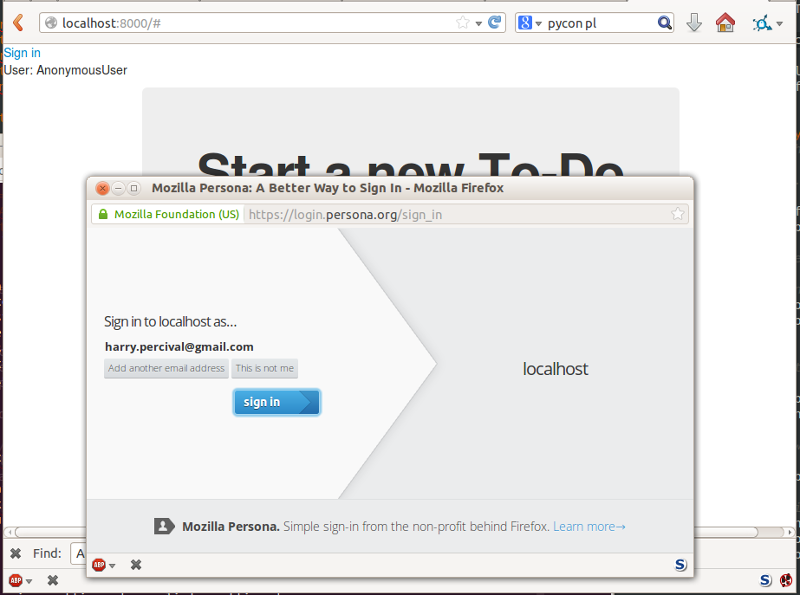 localhost:8000/#
pycon pl
Sign in
User: AnonymousUser
Start a new To-Do
Mozilla Persona: A Better Way to Sign In - Mozilla Firefox
Mozilla Foundation (US) https://login.persona.org/sign_in
Sign in to localhost as...
harry.percival@gmail.com
Add another email address This is not me
sign in
localhost
Mozilla Persona. Simple sign-in from the non-profit behind Firefox. Learn more→
Find: A
ABP
S
ABP
S